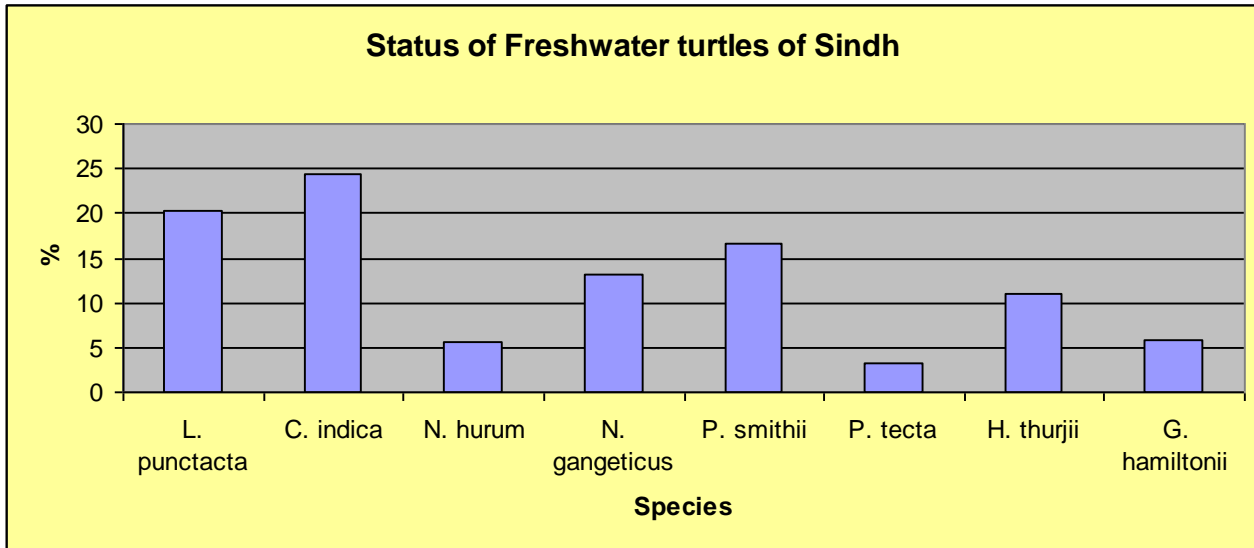 Status of Freshwater turtles of Sindh
30
25
20
15
10
5
0
%
L. punctacta
C. indica
N. hurum
N. gangeticus
P. smithii
P. tecta
H. thurjii
G. hamiltonii
Species